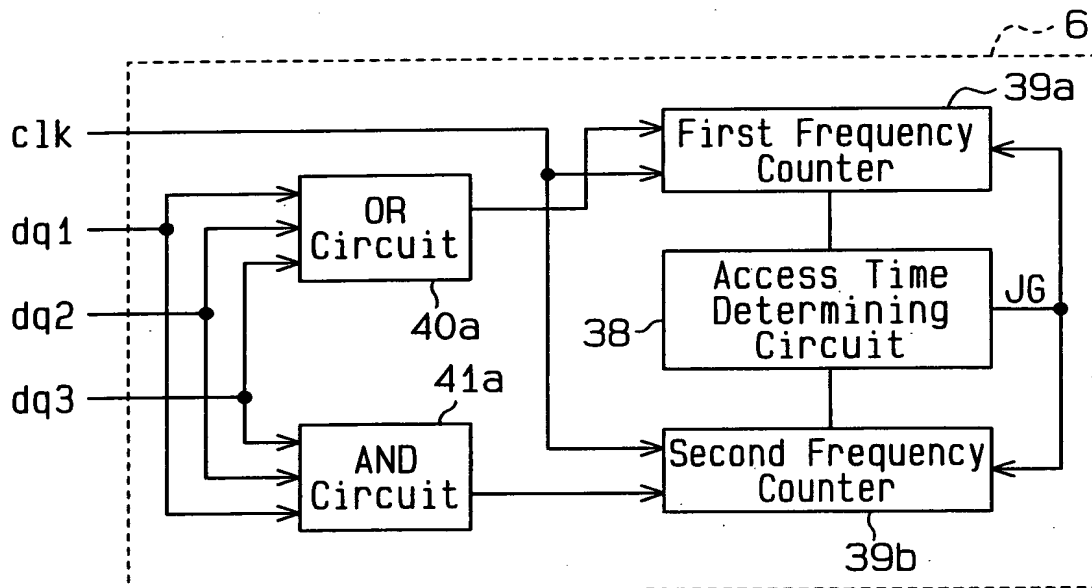 6
39a
clk
First Frequency
Counter
OR
Circuit
dq1
Access Time
Determining
Circuit
JG
dq2
40a
38
dq3
41a
AND
Circuit
Second Frequency
Counter
39b